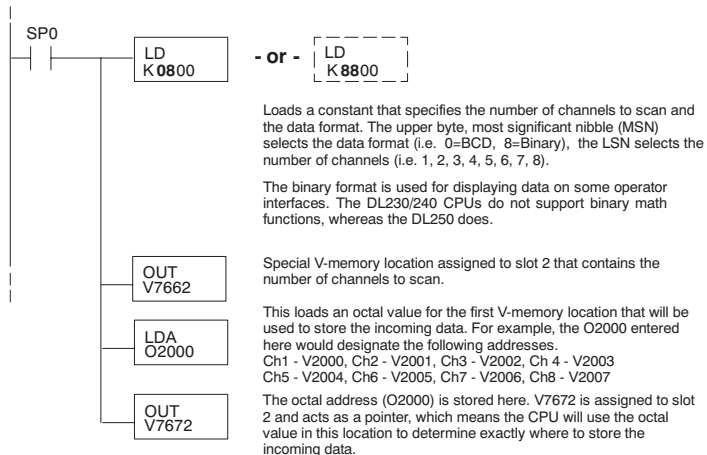 SP0
LD
K0800
- or -
LD
K8800
Loads a constant that specifies the number of channels to scan and
the data format. The upper byte, most significant nibble (MSN)
selects the data format (i.e. 0=BCD, 8=Binary), the LSN selects the
number of channels (i.e. 1, 2, 3, 4, 5, 6, 7, 8).
The binary format is used for displaying data on some operator
interfaces. The DL230/240 CPUs do not support binary math
functions, whereas the DL250 does.
OUT
V7662
Special V-memory location assigned to slot 2 that contains the
number of channels to scan.
LDA
O2000
This loads an octal value for the first V-memory location that will be
used to store the incoming data. For example, the O2000 entered
here would designate the following addresses.
Ch1 - V2000, Ch2 - V2001, Ch3 - V2002, Ch 4 - V2003
Ch5 - V2004, Ch6 - V2005, Ch7 - V2006, Ch8 - V2007
OUT
V7672
The octal address (O2000) is stored here. V7672 is assigned to slot
2 and acts as a pointer, which means the CPU will use the octal
value in this location to determine exactly where to store the
incoming data.